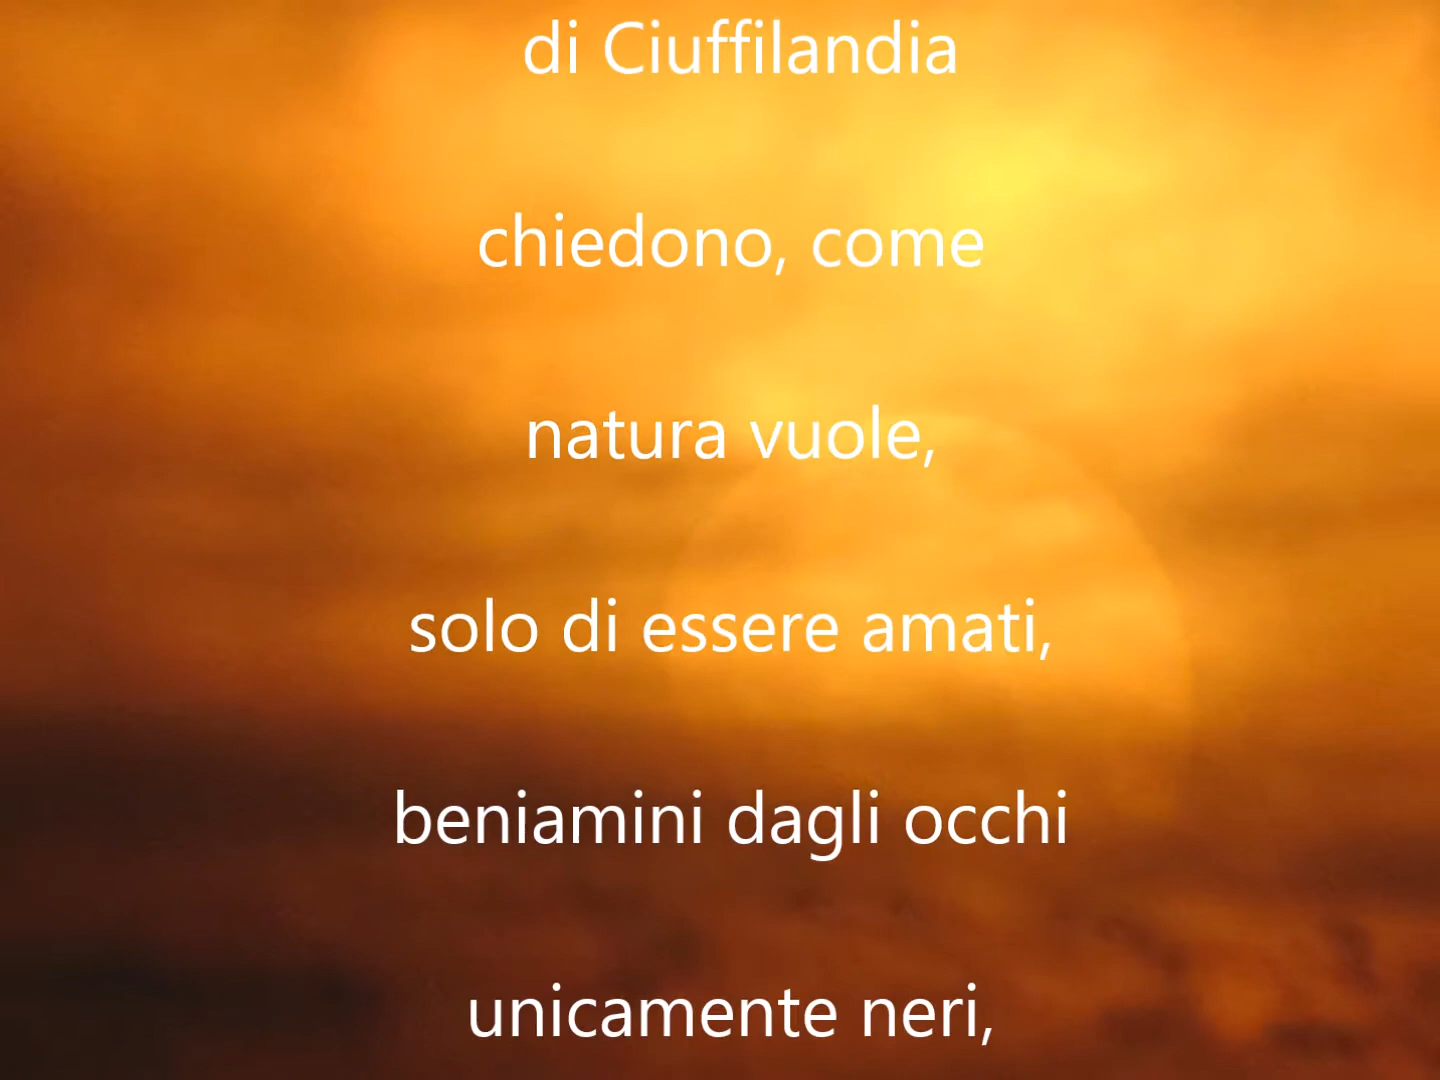 di Ciuffilandia
chiedono, come
natura vuole,
solo di essere amati,
beniamini dagli occhi
unicamente neri,